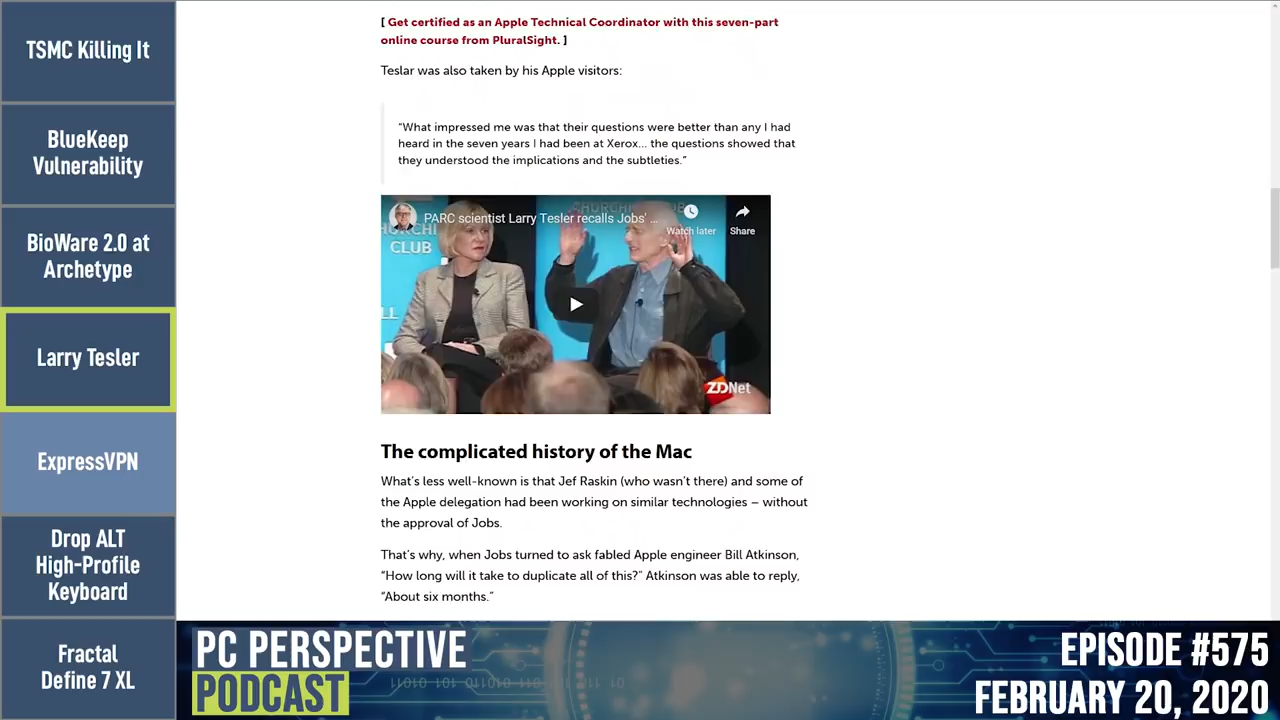 TSMC Killing It
BlueKeep
Vulnerability
BioWare 2.0 at
Archetype
Larry Tesler
ExpressVPN
Drop ALT
High-Profile
Keyboard
Fractal
Define 7 XL
[ Get certified as an Apple Technical Coordinator with this seven-part
online course from PluralSight. ]
Teslar was also taken by his Apple visitors:
“What impressed me was that their questions were better than any I had
heard in the seven years I had been at Xerox... the questions showed that
they understood the implications and the subtleties.”
PARC scientist Larry Tesler recalls Jobs' ...
Watch later
Share
CLUB
ZDNet
The complicated history of the Mac
What’s less well-known is that Jef Raskin (who wasn’t there) and some of
the Apple delegation had been working on similar technologies – without
the approval of Jobs.
That’s why, when Jobs turned to ask fabled Apple engineer Bill Atkinson,
“How long will it take to duplicate all of this?” Atkinson was able to reply,
“About six months.”
PC PERSPECTIVE
PODCAST
EPISODE #575
FEBRUARY 20, 2020